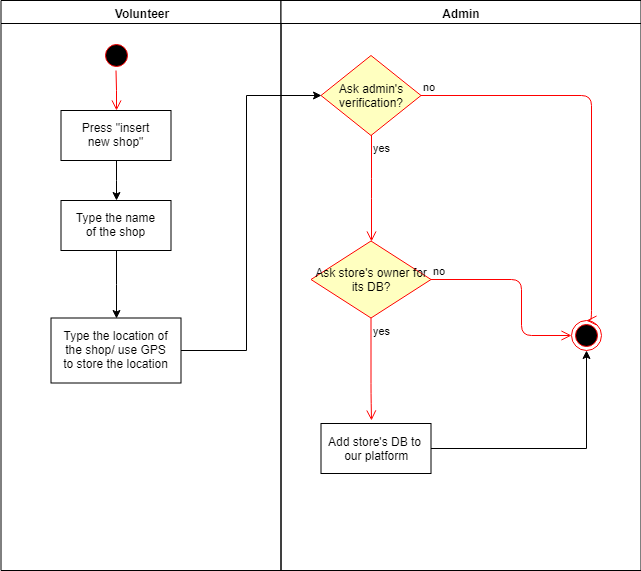 Volunteer
Admin
Press "insert
new shop"
Type the name
of the shop
Type the location of
the shop/ use GPS
to store the location
Ask admin's
verification?
no
yes
Ask store's owner for
its DB?
no
yes
Add store's DB to
our platform